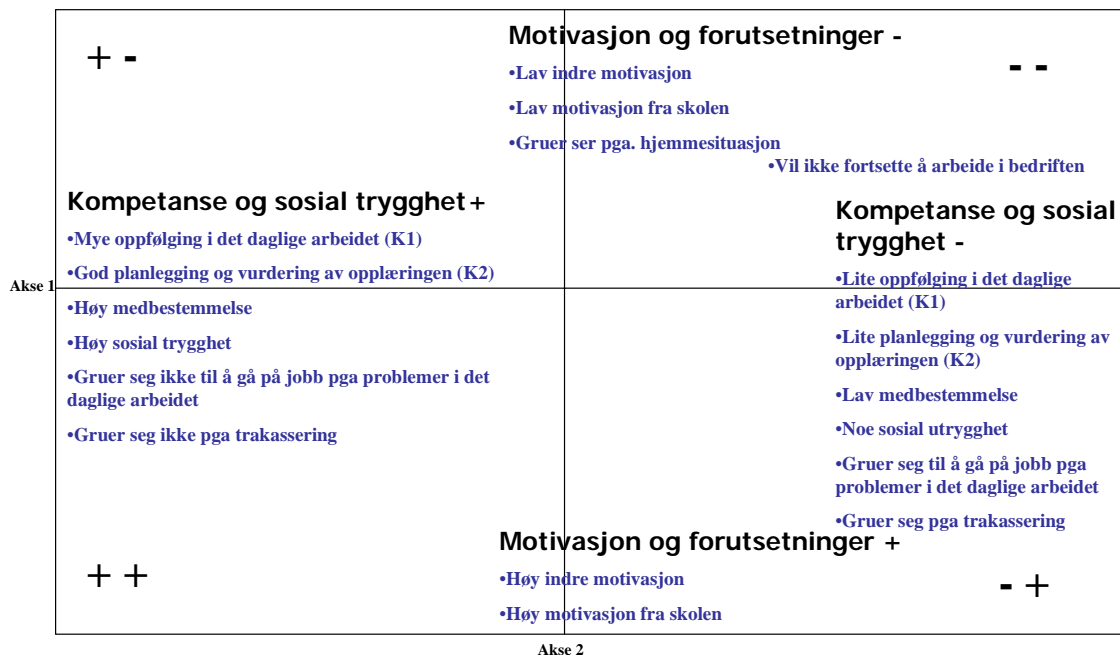 + -
Motivasjon og forutsetninger -
•Lav indre motivasjon
•Lav motivasjon fra skolen
•Gruer ser pga. hjemmesituasjon
- -
•Vil ikke fortsette å arbeide i bedriften
Kompetanse og sosial trygghet+
•Mye oppfølging i det daglige arbeidet (K1)
•God planlegging og vurdering av opplæringen (K2)
•Høy medbestemmelse
•Høy sosial trygghet
•Gruer seg ikke til å gå på jobb pga problemer i det
daglige arbeidet
•Gruer seg ikke pga trakassering
Kompetanse og sosial
trygghet -
•Lite oppfølging i det daglige
arbeidet (K1)
•Lite planlegging og vurdering av
opplæringen (K2)
•Lav medbestemmelse
•Noe sosial utrygghet
•Gruer seg til å gå på jobb pga
problemer i det daglige arbeidet
•Gruer seg pga trakassering
Akse 1
+ +
Motivasjon og forutsetninger +
•Høy indre motivasjon
•Høy motivasjon fra skolen
- +
Akse 2